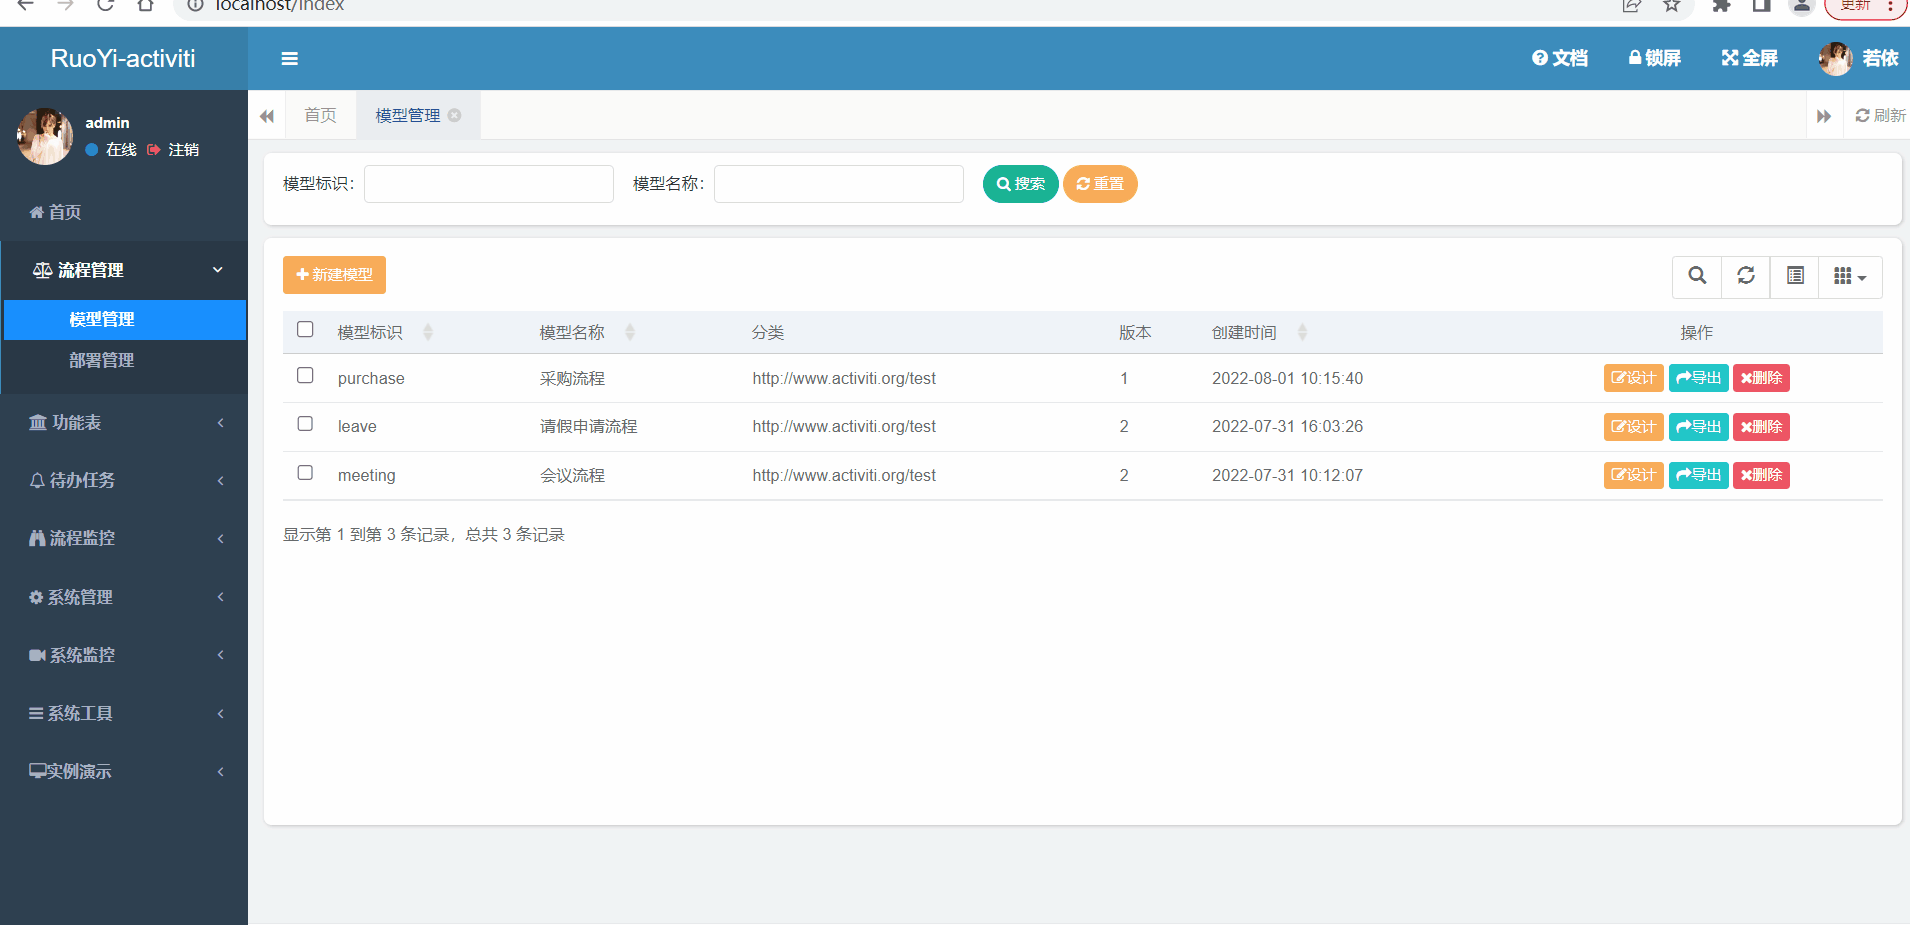 localhost/index
更新
RuoYi-activiti
文档 锁屏 全屏 若依
admin
在线 注销
首页 模型管理 刷新
模型标识： 模型名称： 搜索 重置
首页
流程管理
模型管理
部署管理
功能表
待办任务
流程监控
系统管理
系统监控
系统工具
实例演示
新建模型
模型标识 模型名称 分类 版本 创建时间 操作
purchase 采购流程 http://www.activiti.org/test 1 2022-08-01 10:15:40 设计 导出 删除
leave 请假申请流程 http://www.activiti.org/test 2 2022-07-31 16:03:26 设计 导出 删除
meeting 会议流程 http://www.activiti.org/test 2 2022-07-31 10:12:07 设计 导出 删除
显示第 1 到第 3 条记录，总共 3 条记录